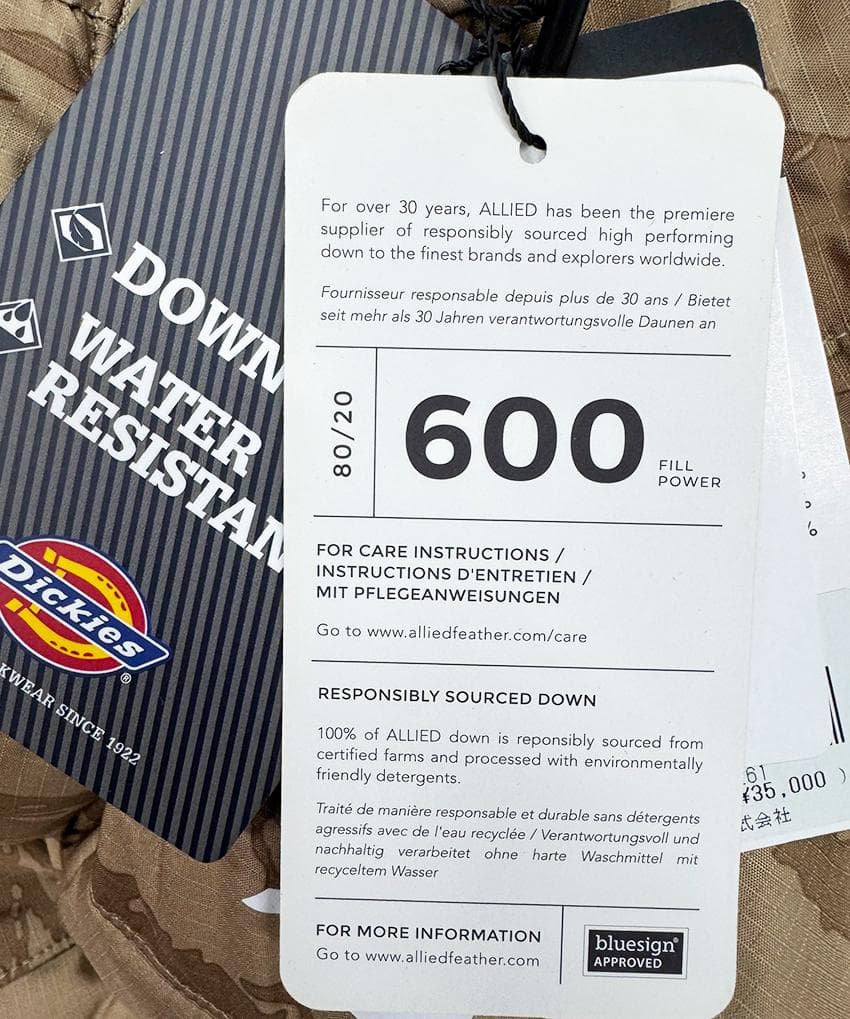 DOWN
WATER
RESISTAN
Dickies®
KWEAR SINCE 1922
For over 30 years, ALLIED has been the premiere
supplier of responsibly sourced high performing
down to the finest brands and explorers worldwide.
Fournisseur responsable depuis plus de 30 ans / Bietet
seit mehr als 30 Jahren verantwortungsvolle Daunen an
80/20
600
FILL
POWER
FOR CARE INSTRUCTIONS /
INSTRUCTIONS D'ENTRETIEN /
MIT PFLEGEANWEISUNGEN
Go to www.alliedfeather.com/care
RESPONSIBLY SOURCED DOWN
100% of ALLIED down is reponsibly sourced from
certified farms and processed with environmentally
friendly detergents.
Traité de manière responsable et durable sans détergents
agressifs avec de l'eau recyclée / Verantwortungsvoll und
nachhaltig verarbeitet ohne harte Waschmittel mit
recyceltem Wasser
FOR MORE INFORMATION
Go to www.alliedfeather.com
bluesign®
APPROVED
61
¥35,000 )
式会社